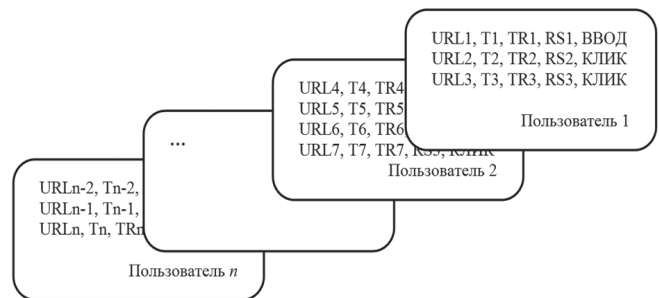 URL1, T1, TR1, RS1, ВВОД
URL2, T2, TR2, RS2, КЛИК
URL3, T3, TR3, RS3, КЛИК
Пользователь 1
URL4, T4, TR4
URL5, T5, TR5
URL6, T6, TR6,
URL7, T7, TR7, RS5, КЛИК
Пользователь 2
...
URLn-2, Tn-2,
URLn-1, Tn-1,
URLn, Tn, TRn
Пользователь n